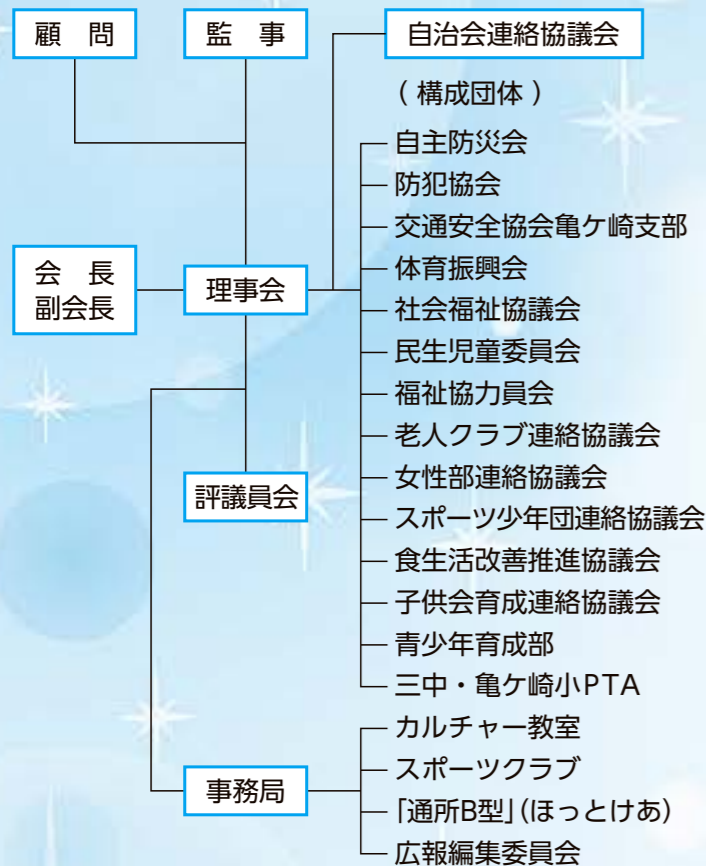 顧 問
監 事
自治会連絡協議会
( 構成団体 )
自主防災会
防犯協会
交通安全協会亀ケ崎支部
体育振興会
会 長
副会長
理事会
社会福祉協議会
民生児童委員会
福祉協力員会
老人クラブ連絡協議会
女性部連絡協議会
評議員会
スポーツ少年団連絡協議会
食生活改善推進協議会
子供会育成連絡協議会
青少年育成部
三中・亀ケ崎小PTA
事務局
カルチャー教室
スポーツクラブ
「通所B型」(ほっとけあ)
広報編集委員会